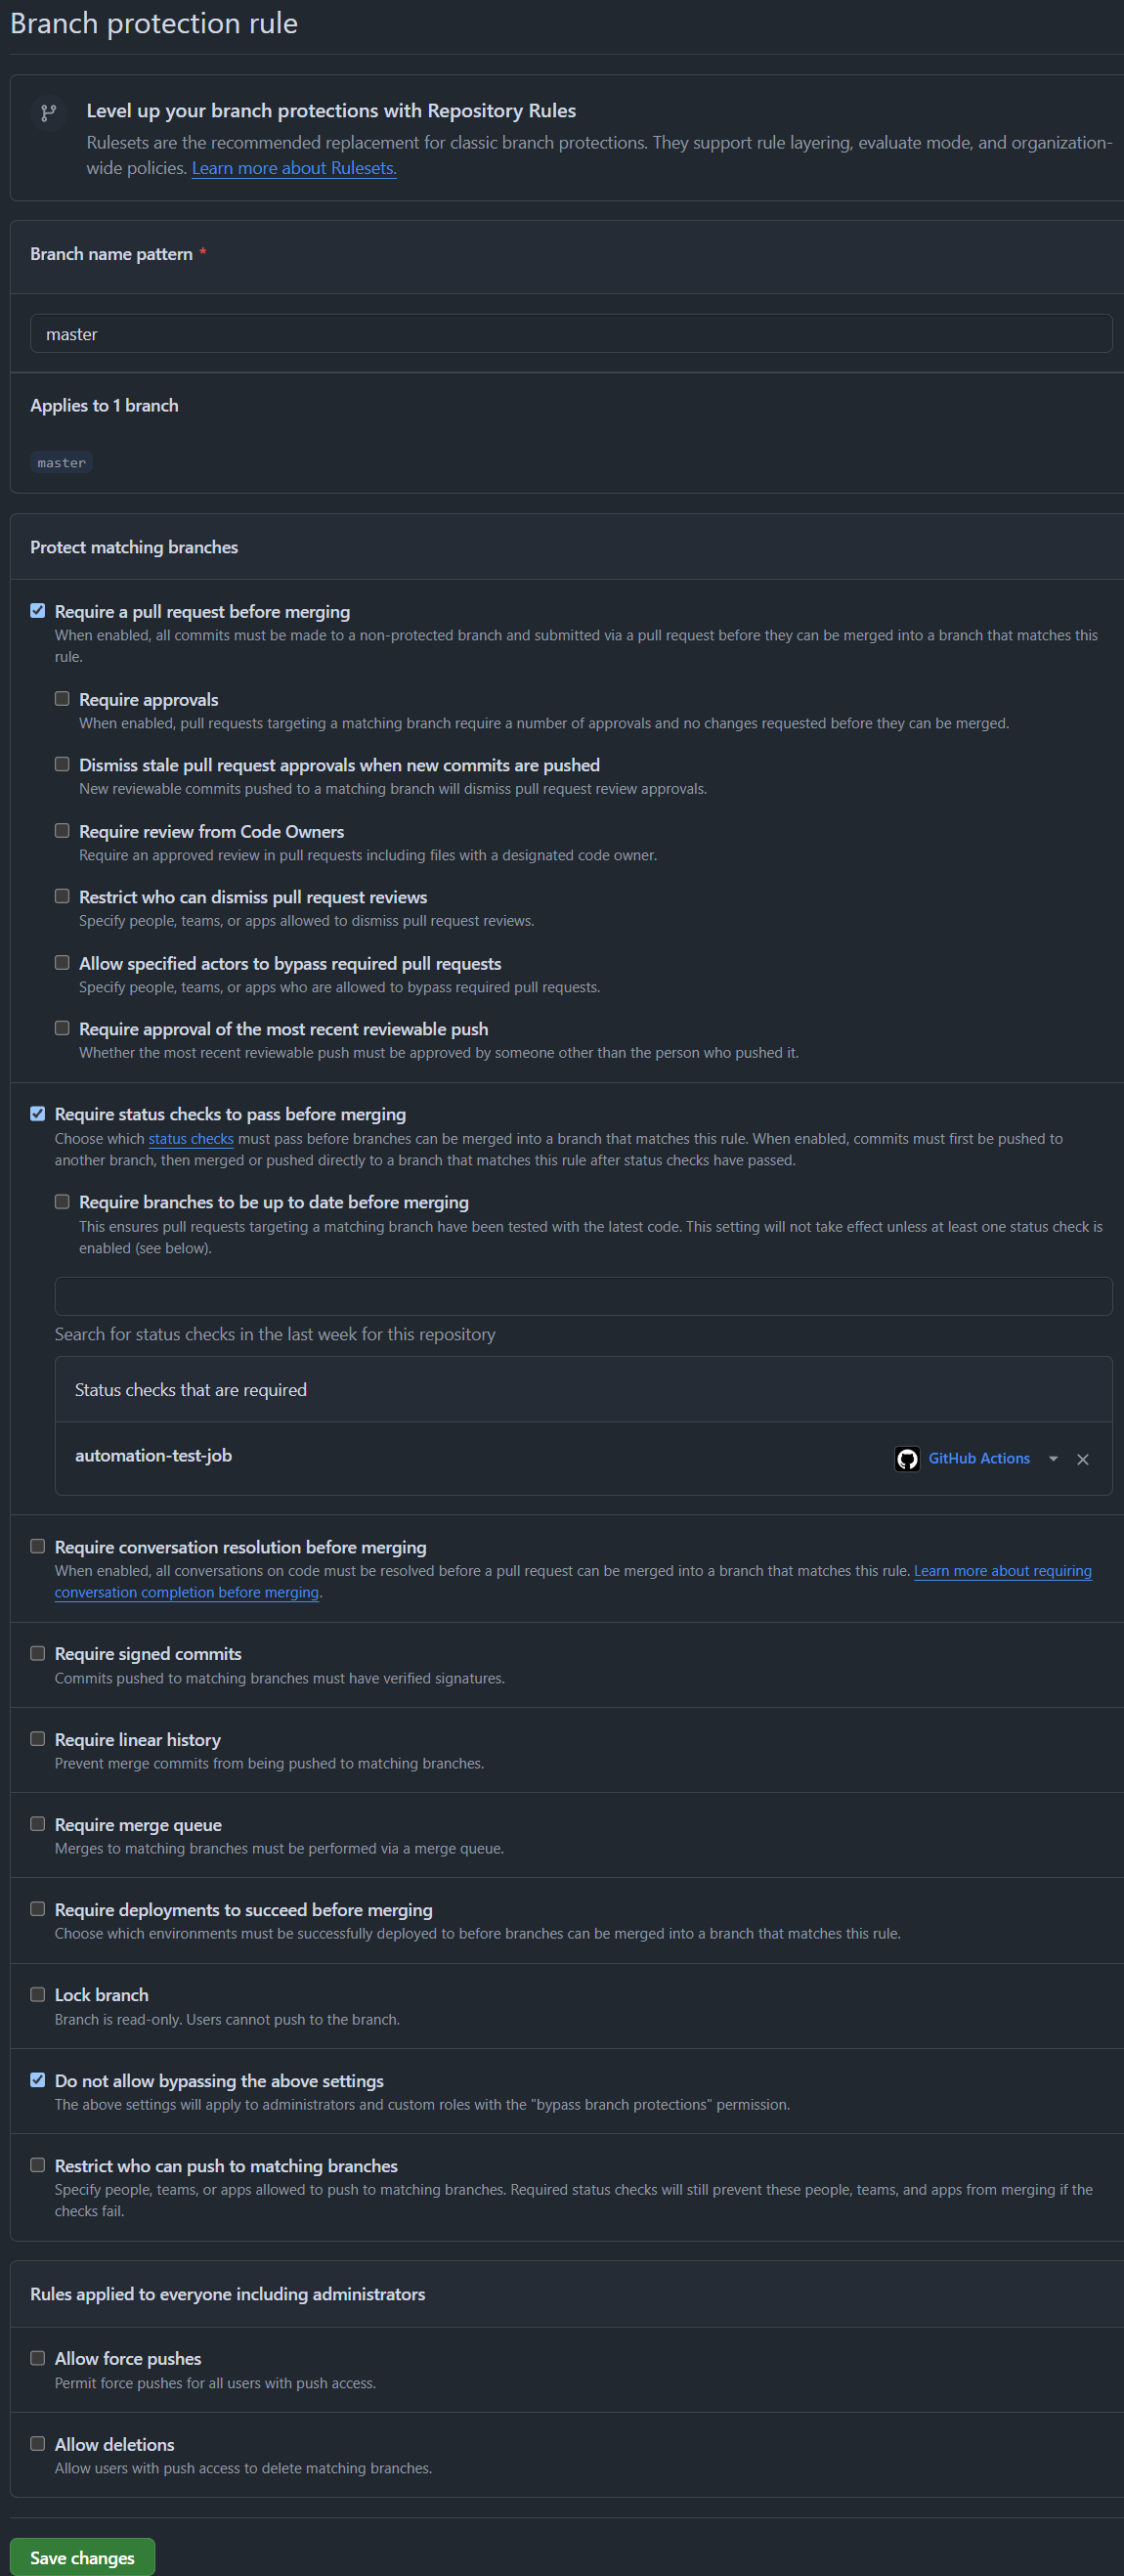 Branch protection rule
Level up your branch protections with Repository Rules
Rulesets are the recommended replacement for classic branch protections. They support rule layering, evaluate mode, and organization-
wide policies. Learn more about Rulesets.
Branch name pattern *
master
Applies to 1 branch
master
Protect matching branches
Require a pull request before merging
When enabled, all commits must be made to a non-protected branch and submitted via a pull request before they can be merged into a branch that matches this
rule.
Require approvals
When enabled, pull requests targeting a matching branch require a number of approvals and no changes requested before they can be merged.
Dismiss stale pull request approvals when new commits are pushed
New reviewable commits pushed to a matching branch will dismiss pull request review approvals.
Require review from Code Owners
Require an approved review in pull requests including files with a designated code owner.
Restrict who can dismiss pull request reviews
Specify people, teams, or apps allowed to dismiss pull request reviews.
Allow specified actors to bypass required pull requests
Specify people, teams, or apps who are allowed to bypass required pull requests.
Require approval of the most recent reviewable push
Whether the most recent reviewable push must be approved by someone other than the person who pushed it.
Require status checks to pass before merging
Choose which status checks must pass before branches can be merged into a branch that matches this rule. When enabled, commits must first be pushed to
another branch, then merged or pushed directly to a branch that matches this rule after status checks have passed.
Require branches to be up to date before merging
This ensures pull requests targeting a matching branch have been tested with the latest code. This setting will not take effect unless at least one status check is
enabled (see below).
Search for status checks in the last week for this repository
Status checks that are required
automation-test-job GitHub Actions
Require conversation resolution before merging
When enabled, all conversations on code must be resolved before a pull request can be merged into a branch that matches this rule. Learn more about requiring
conversation completion before merging.
Require signed commits
Commits pushed to matching branches must have verified signatures.
Require linear history
Prevent merge commits from being pushed to matching branches.
Require merge queue
Merges to matching branches must be performed via a merge queue.
Require deployments to succeed before merging
Choose which environments must be successfully deployed to before branches can be merged into a branch that matches this rule.
Lock branch
Branch is read-only. Users cannot push to the branch.
Do not allow bypassing the above settings
The above settings will apply to administrators and custom roles with the "bypass branch protections" permission.
Restrict who can push to matching branches
Specify people, teams, or apps allowed to push to matching branches. Required status checks will still prevent these people, teams, and apps from merging if the
checks fail.
Rules applied to everyone including administrators
Allow force pushes
Permit force pushes for all users with push access.
Allow deletions
Allow users with push access to delete matching branches.
Save changes